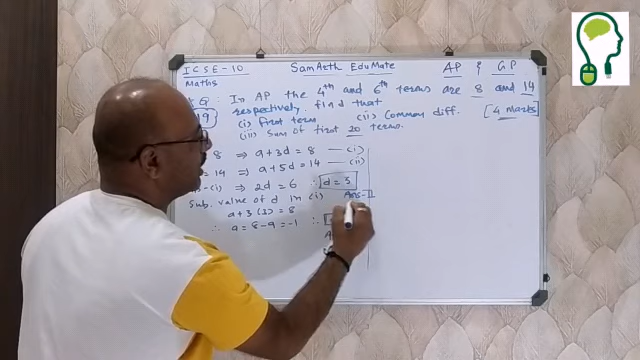 ICSE-10 SamArth EduMate AP & GP
Maths
Q: In AP the 4th and 6th terms are 8 and 14
19 respectively. Find that [4 marks]
(i) First term (ii) Common diff.
(iii) Sum of first 20 terms.
8 ⇒ a+3d = 8 — (i)
= 14 ⇒ a+5d = 14 — (ii)
-(i) ⇒ 2d = 6 ∴ d = 3
Sub. value of d in (i) Ans-II
a+3(3) = 8
∴ a = 8-9 = -1 ∴